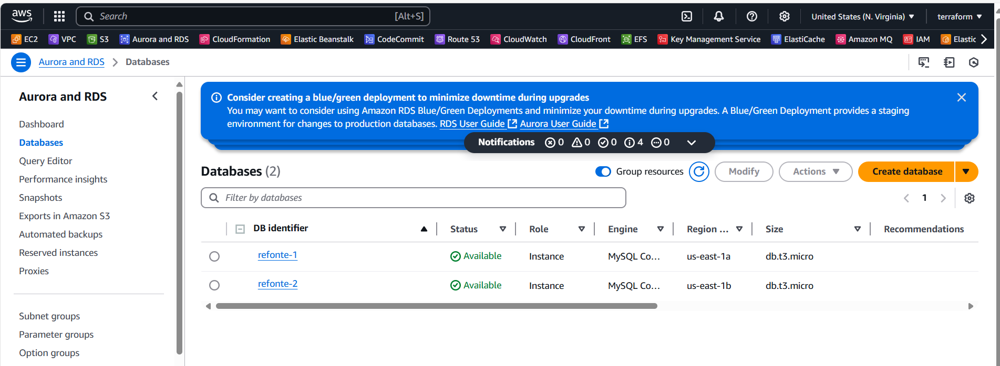 aws
Search [Alt+S]
United States (N. Virginia) terraform
EC2 VPC S3 Aurora and RDS CloudFormation Elastic Beanstalk CodeCommit Route 53 CloudWatch CloudFront EFS Key Management Service ElastiCache Amazon MQ IAM Elastic
Aurora and RDS Databases
Aurora and RDS
Dashboard
Databases
Query Editor
Performance insights
Snapshots
Exports in Amazon S3
Automated backups
Reserved instances
Proxies
Subnet groups
Parameter groups
Option groups
Consider creating a blue/green deployment to minimize downtime during upgrades
You may want to consider using Amazon RDS Blue/Green Deployments and minimize your downtime during upgrades. A Blue/Green Deployment provides a staging
environment for changes to production databases. RDS User Guide Aurora User Guide
Notifications 0 0 0 4 0
Databases (2) Group resources Modify Actions Create database
Filter by databases 1
DB identifier Status Role Engine Region ... Size Recommendations
refonte-1 Available Instance MySQL Co... us-east-1a db.t3.micro
refonte-2 Available Instance MySQL Co... us-east-1b db.t3.micro